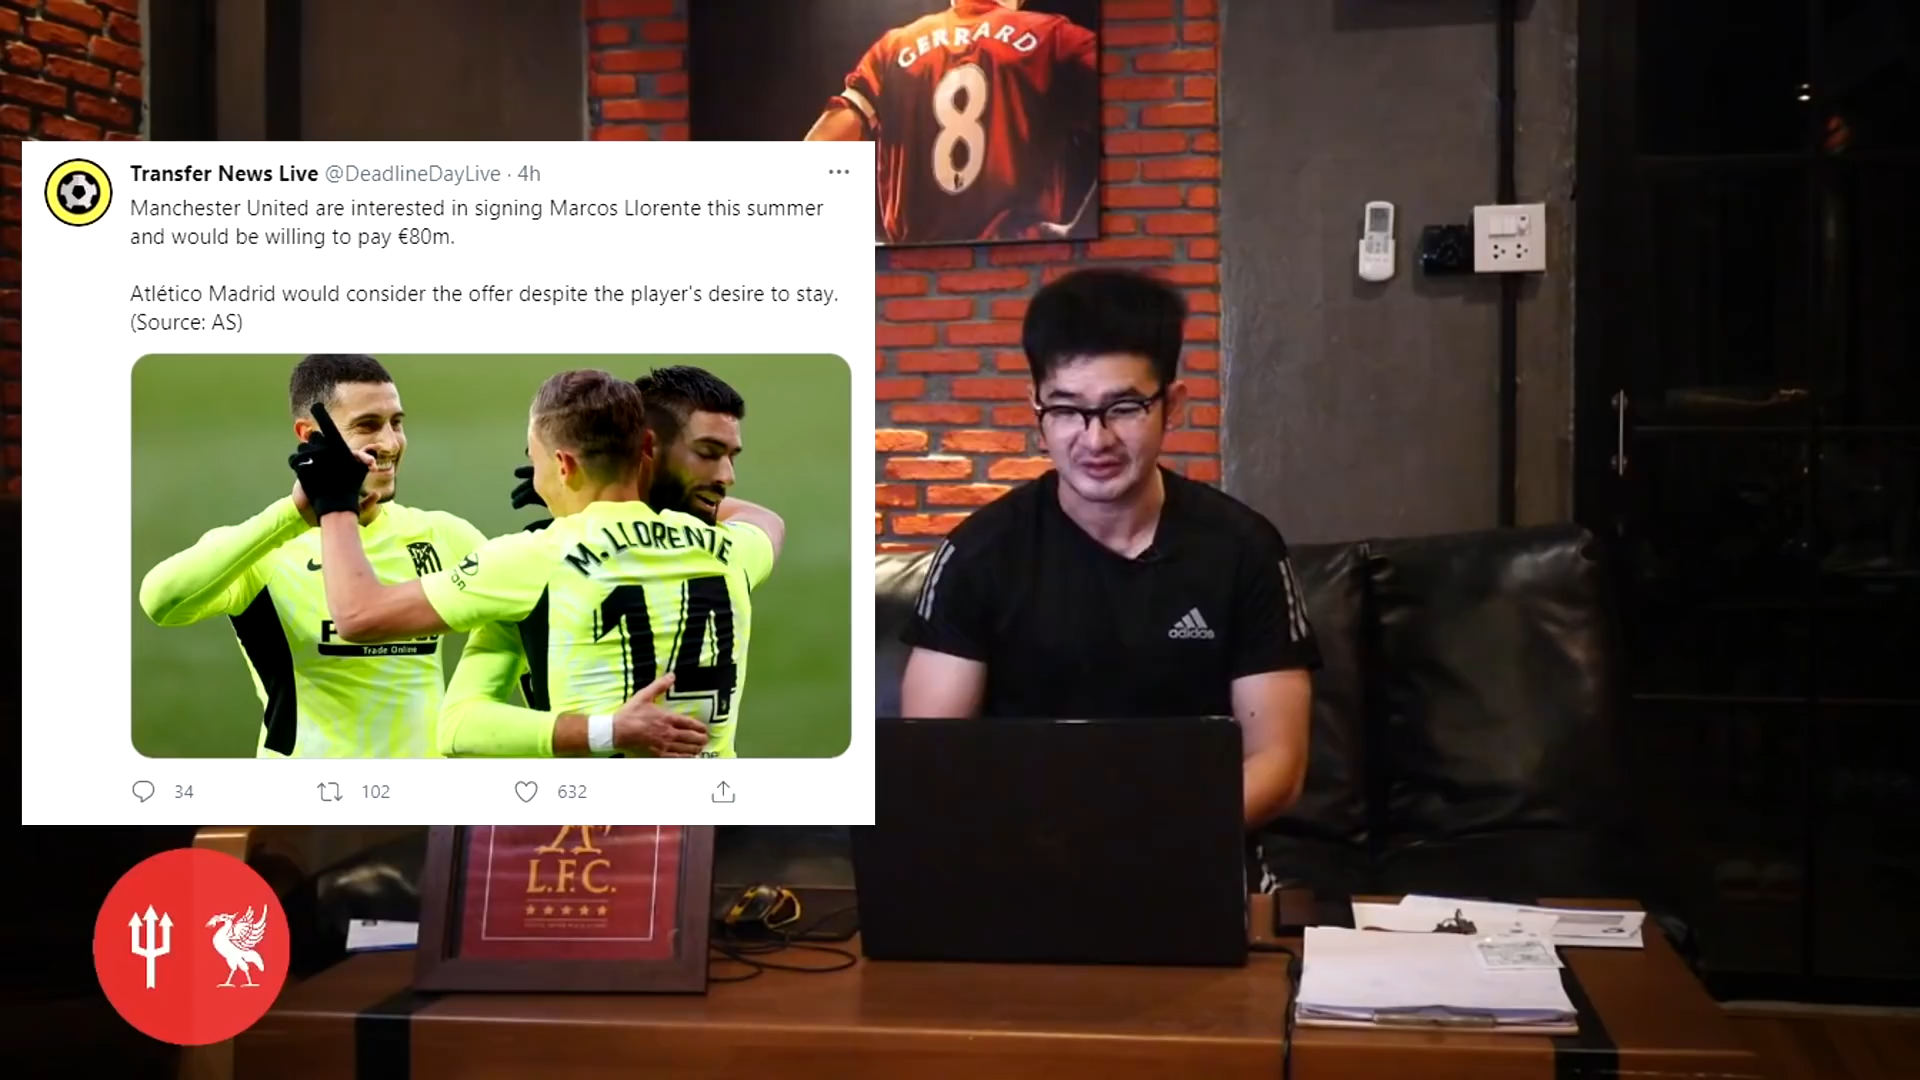 GERRARD
8
Transfer News Live @DeadlineDayLive · 4h
Manchester United are interested in signing Marcos Llorente this summer
and would be willing to pay €80m.
Atlético Madrid would consider the offer despite the player's desire to stay.
(Source: AS)
M. LLORENTE
14
Trade Online
34 102 632
adidas
L.F.C.